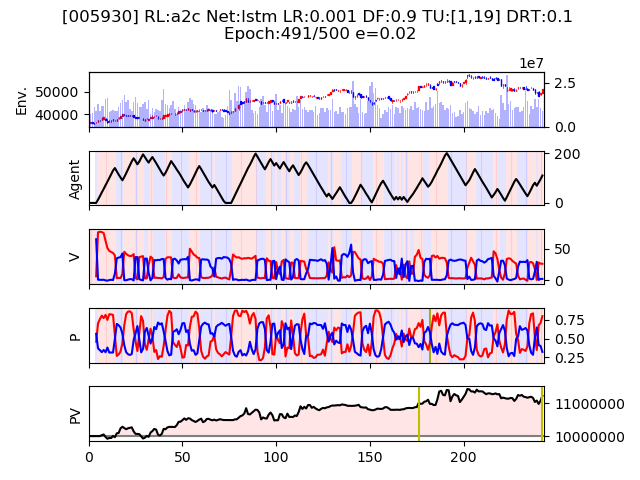 [005930] RL:a2c Net:lstm LR:0.001 DF:0.9 TU:[1,19] DRT:0.1
Epoch:491/500 e=0.02
1e7
Env.
50000
40000
2.5
0.0
Agent
200
0
V
50
0
P
0.75
0.50
0.25
PV
11000000
10000000
0 50 100 150 200